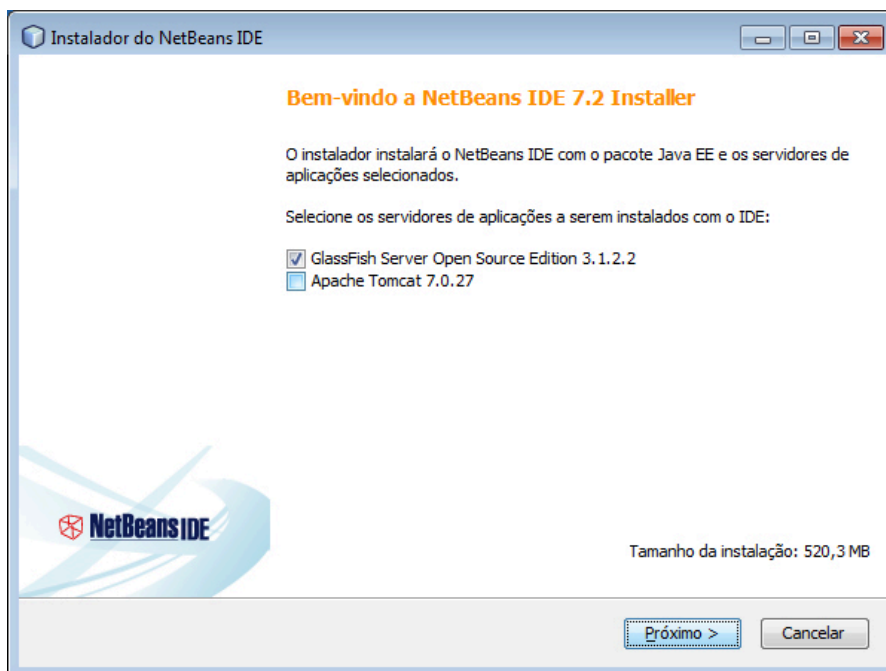 Instalador do NetBeans IDE
Bem-vindo a NetBeans IDE 7.2 Installer
O instalador instalará o NetBeans IDE com o pacote Java EE e os servidores de
aplicações selecionados.
Selecione os servidores de aplicações a serem instalados com o IDE:
GlassFish Server Open Source Edition 3.1.2.2
Apache Tomcat 7.0.27
NetBeans IDE
Tamanho da instalação: 520,3 MB
Próximo >
Cancelar